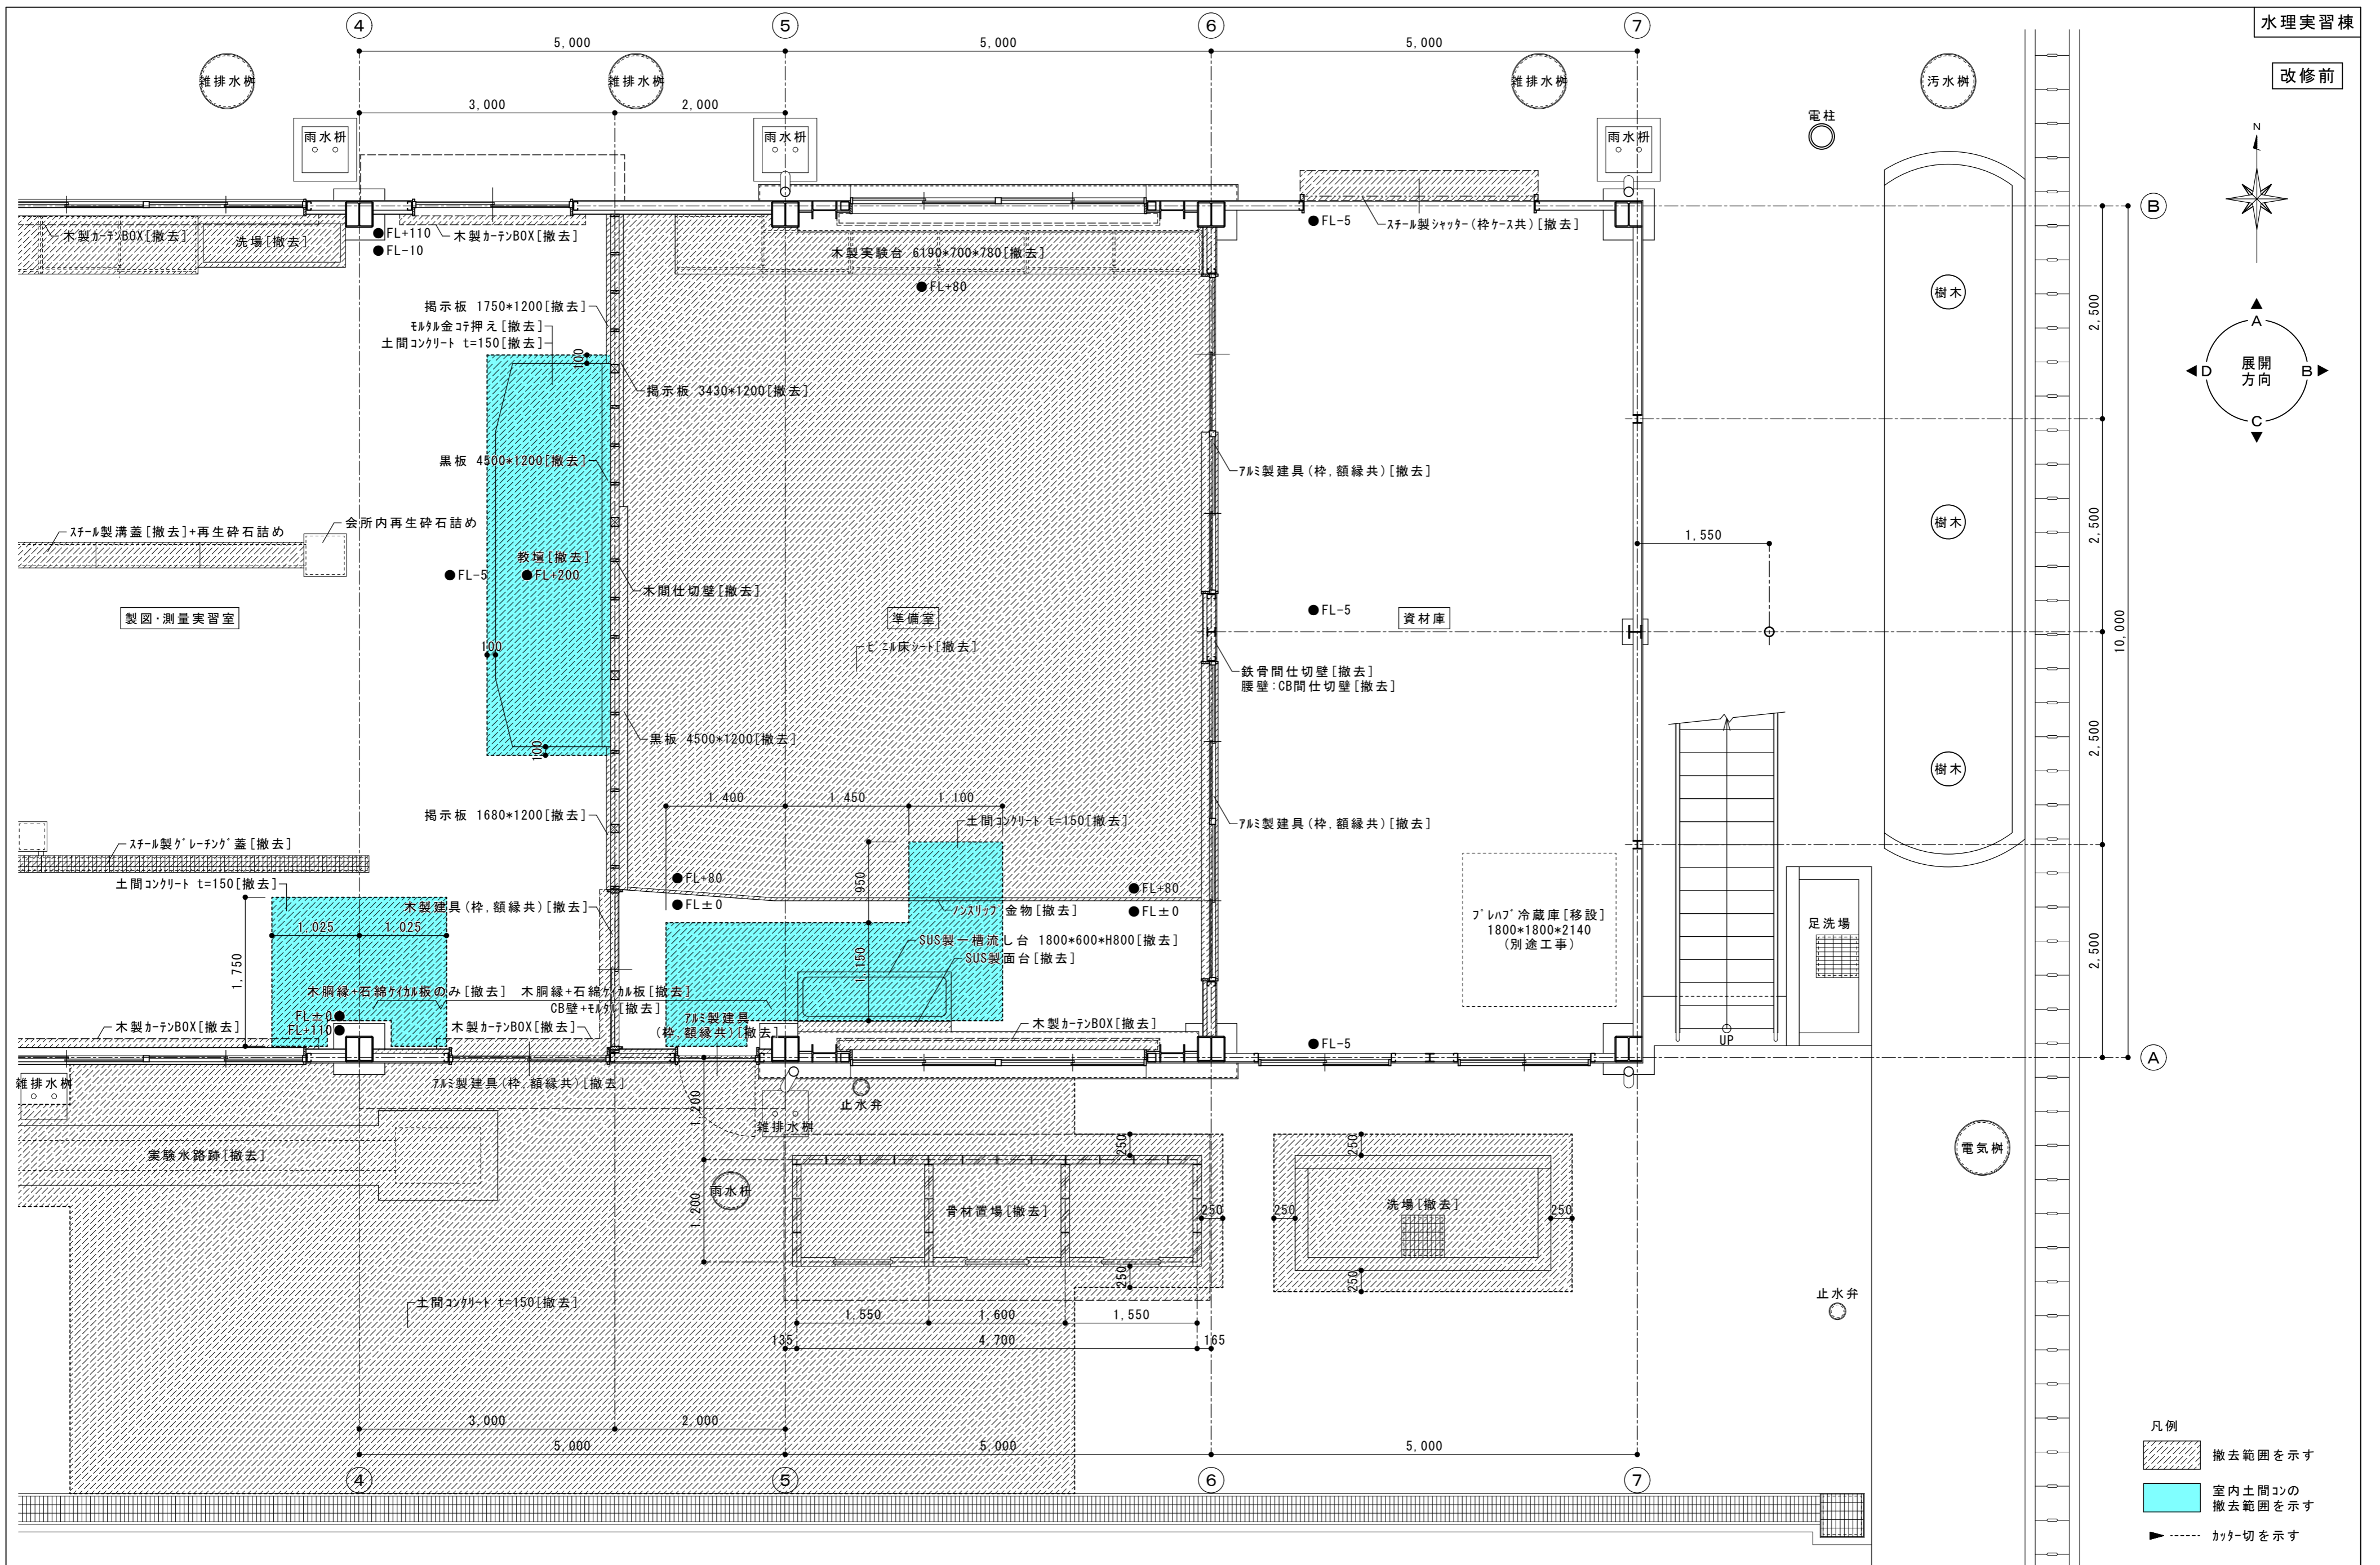 水理実習棟
改修前
④ ⑤ ⑥ ⑦
5,000 5,000 5,000
雑排水桝 雑排水桝 雑排水桝 汚水桝
3,000 2,000
電柱
雨水枡 雨水枡 雨水枡
N
B
木製カーテンBOX[撤去]
洗場[撤去]
FL+110
FL-10
木製カーテンBOX[撤去]
木製実験台 6190*700*780[撤去]
FL+80
FL-5
スチール製シャッター(枠ケース共)[撤去]
樹木
2,500
掲示板 1750*1200[撤去]
モルタル金コテ押え[撤去]
土間コンクリート t=150[撤去]
100
掲示板 3430*1200[撤去]
A
D 展開方向 B
C
黒板 4500*1200[撤去]
アルミ製建具(枠,額縁共)[撤去]
スチール製溝蓋[撤去]+再生砕石詰め
会所内再生砕石詰め
樹木
2,500
1,550
教壇[撤去]
FL-5
FL+200
木間仕切壁[撤去]
製図・測量実習室
準備室
FL-5
資材庫
10,000
100
ビニル床シート[撤去]
鉄骨間仕切壁[撤去]
腰壁:CB間仕切壁[撤去]
100
黒板 4500*1200[撤去]
樹木
2,500
掲示板 1680*1200[撤去]
1,400 1,450 1,100
土間コンクリート t=150[撤去]
アルミ製建具(枠,額縁共)[撤去]
スチール製グレーチング蓋[撤去]
土間コンクリート t=150[撤去]
FL+80
FL±0
950
FL+80
FL±0
木製建具(枠,額縁共)[撤去]
ノンスリップ金物[撤去]
プレハブ冷蔵庫[移設]
1800*1800*2140
(別途工事)
足洗場
2,500
1,025 1,025
1,750
SUS製一槽流し台 1800*600*H800[撤去]
SUS製面台[撤去]
1,150
木胴縁+石綿ケイカル板のみ[撤去]
木胴縁+石綿ケイカル板[撤去]
CB壁+モルタル[撤去]
FL±0
FL+110
木製カーテンBOX[撤去]
木製カーテンBOX[撤去]
アルミ製建具
(枠,額縁共)[撤去]
木製カーテンBOX[撤去]
FL-5
UP
A
雑排水桝
アルミ製建具(枠,額縁共)[撤去]
止水弁
1,200
雑排水桝
250
250
電気桝
実験水路跡[撤去]
雨水枡
1,200
骨材置場[撤去]
250
250
洗場[撤去]
250
250
250
止水弁
土間コンクリート t=150[撤去]
1,550 1,600 1,550
135 4,700 165
3,000 2,000
5,000 5,000 5,000
④ ⑤ ⑥ ⑦
凡例
撤去範囲を示す
室内土間コンの
撤去範囲を示す
カッター切を示す